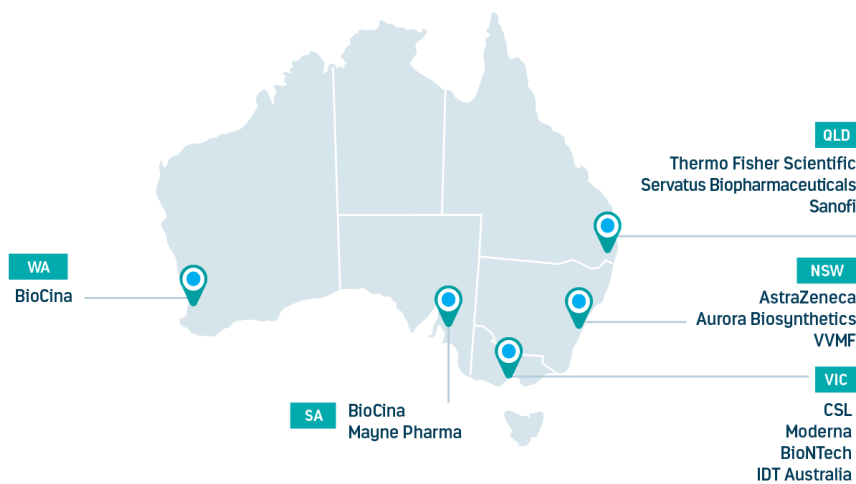 QLD
Thermo Fisher Scientific
Servatus Biopharmaceuticals
Sanofi
WA
BioCina
NSW
AstraZeneca
Aurora Biosynthetics
VVMF
SA
BioCina
Mayne Pharma
VIC
CSL
Moderna
BioNTech
IDT Australia